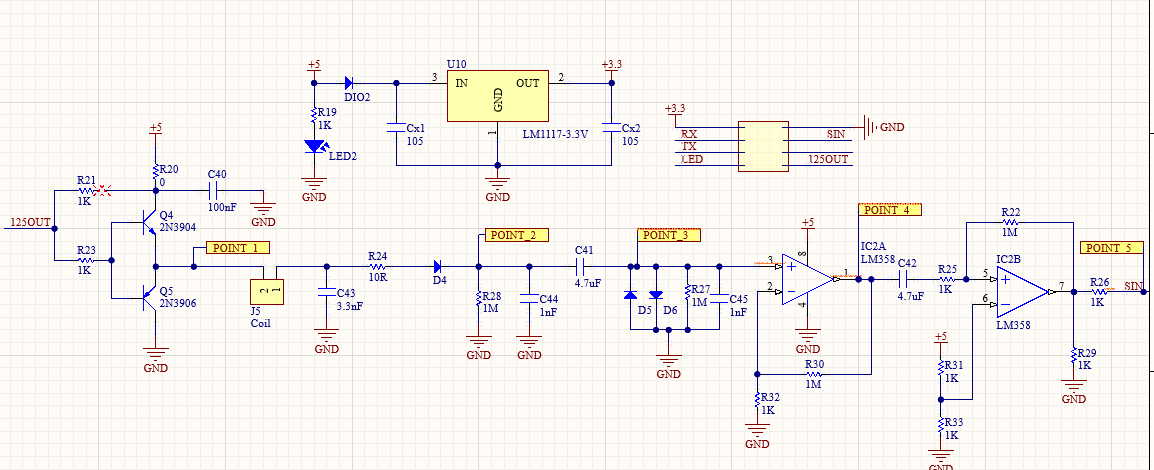 +5
DIO2
U10
3
IN
OUT
2
GND
1
LM1117-3.3V
+3.3
R19
1K
LED2
GND
Cx1
105
Cx2
105
GND
+3.3
RX
TX
LED
SIN
125OUT
GND
+5
R20
0
R21
1K
C40
100nF
GND
125OUT
R23
1K
Q4
2N3904
Q5
2N3906
GND
POINT_1
2
1
J5
Coil
C43
3.3nF
GND
R24
10R
D4
POINT_2
R28
1M
GND
C44
1nF
GND
C41
4.7uF
POINT_3
D5
D6
R27
1M
C45
1nF
GND
+5
8
3
2
1
4
GND
IC2A
LM358
POINT_4
R30
1M
R32
1K
GND
C42
4.7uF
R25
1K
R22
1M
IC2B
5
6
7
LM358
POINT_5
R26
1K
SIN
R29
1K
GND
+5
R31
1K
R33
1K
GND